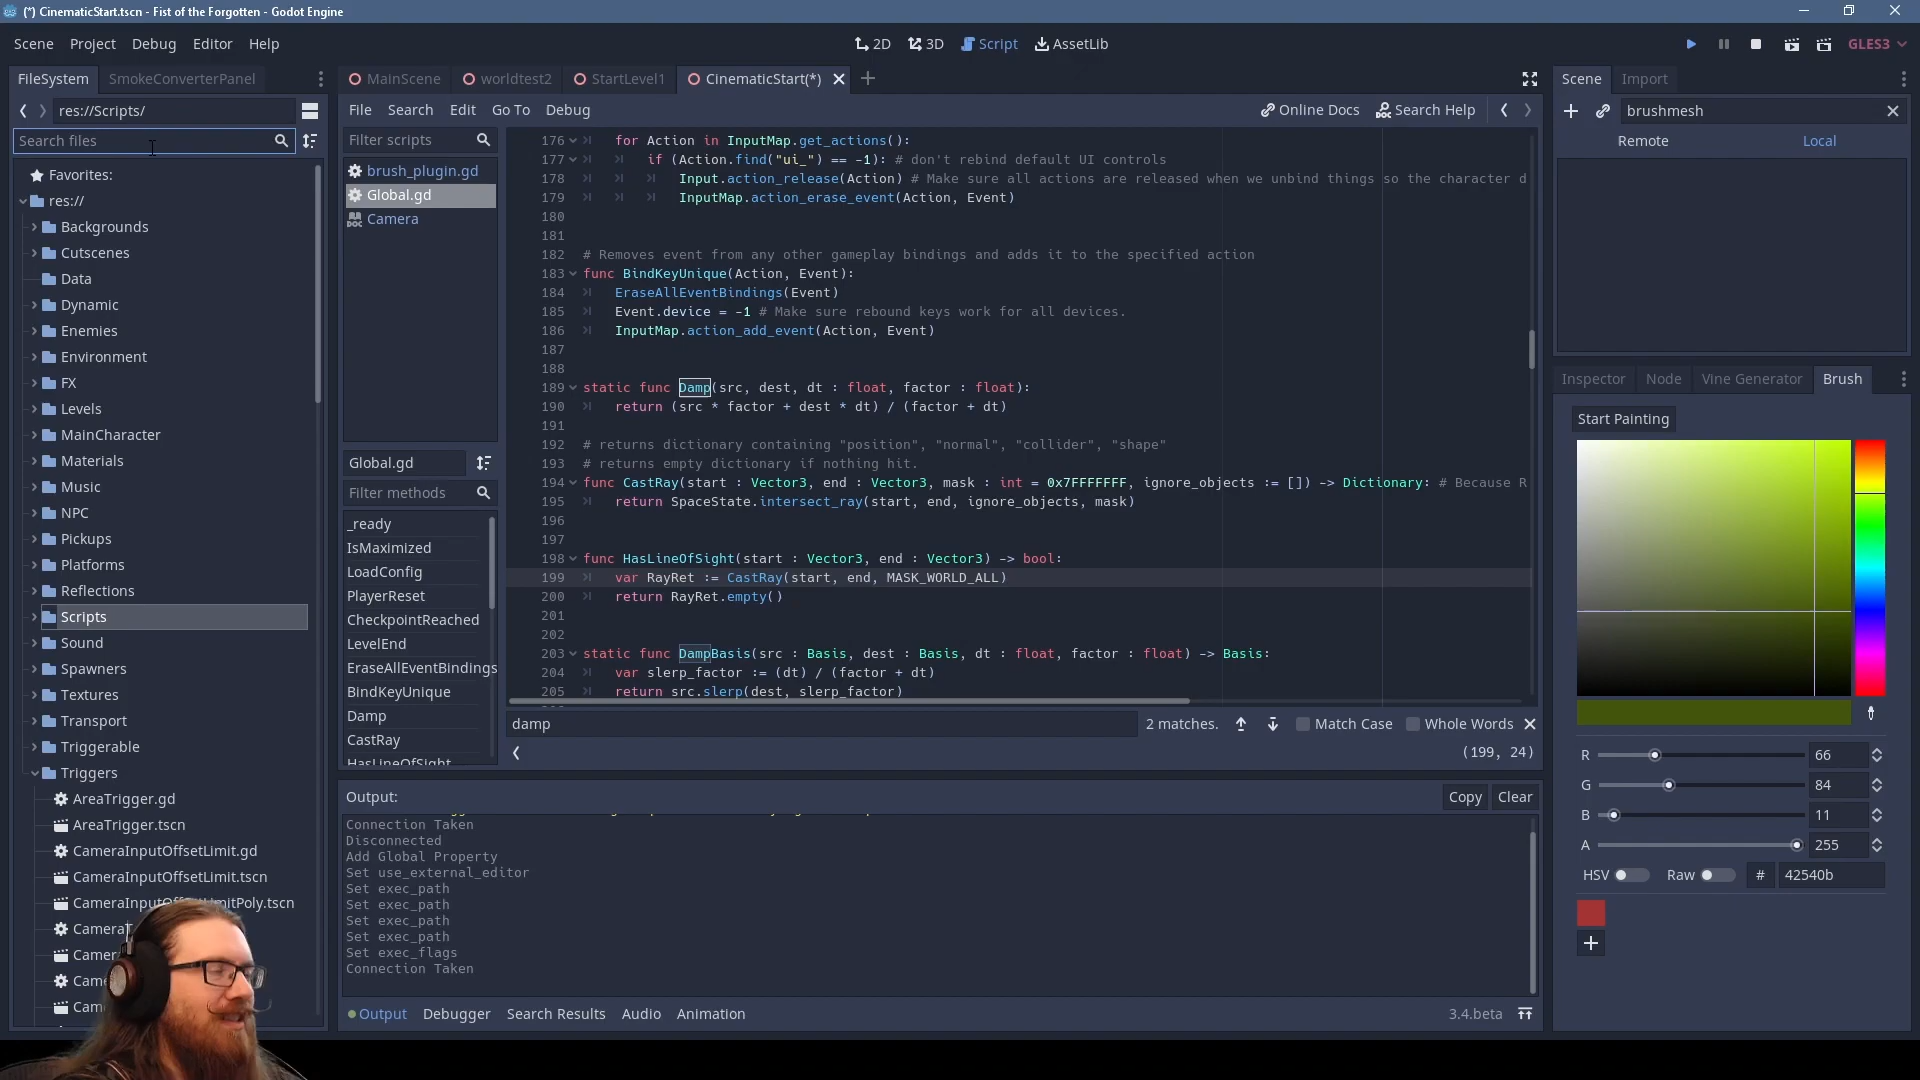 (*) CinematicStart.tscn - Fist of the Forgotten - Godot Engine
Scene Project Debug Editor Help
2D 3D Script AssetLib
GLES3
FileSystem SmokeConverterPanel
res://Scripts/
Search files
Favorites:
res://
Backgrounds
Cutscenes
Data
Dynamic
Enemies
Environment
FX
Levels
MainCharacter
Materials
Music
NPC
Pickups
Platforms
Reflections
Scripts
Sound
Spawners
Textures
Transport
Triggerable
Triggers
AreaTrigger.gd
AreaTrigger.tscn
CameraInputOffsetLimit.gd
CameraInputOffsetLimit.tscn
MainScene worldtest2 StartLevel1 CinematicStart(*)
File Search Edit Go To Debug
Online Docs Search Help
Filter scripts
brush_plugin.gd
Global.gd
Camera
Global.gd
Filter methods
_ready
IsMaximized
LoadConfig
PlayerReset
CheckpointReached
LevelEnd
EraseAllEventBindings
BindKeyUnique
Damp
CastRay
HasLineOfSight
176 for Action in InputMap.get_actions():
177 if (Action.find("ui_") == -1): # don't rebind default UI controls
178 Input.action_release(Action) # Make sure all actions are released when we unbind things so the character d
179 InputMap.action_erase_event(Action, Event)
180
181
182 # Removes event from any other gameplay bindings and adds it to the specified action
183 func BindKeyUnique(Action, Event):
184 EraseAllEventBindings(Event)
185 Event.device = -1 # Make sure rebound keys work for all devices.
186 InputMap.action_add_event(Action, Event)
187
188
189 static func Damp(src, dest, dt : float, factor : float):
190 return (src * factor + dest * dt) / (factor + dt)
191
192 # returns dictionary containing "position", "normal", "collider", "shape"
193 # returns empty dictionary if nothing hit.
194 func CastRay(start : Vector3, end : Vector3, mask : int = 0x7FFFFFFF, ignore_objects := []) -> Dictionary: # Because R
195 return SpaceState.intersect_ray(start, end, ignore_objects, mask)
196
197
198 func HasLineOfSight(start : Vector3, end : Vector3) -> bool:
199 var RayRet := CastRay(start, end, MASK_WORLD_ALL)
200 return RayRet.empty()
201
202
203 static func DampBasis(src : Basis, dest : Basis, dt : float, factor : float) -> Basis:
204 var slerp_factor := (dt) / (factor + dt)
205 return src.slerp(dest, slerp_factor)
damp 2 matches. Match Case Whole Words
(199, 24)
Output: Copy Clear
Connection Taken
Disconnected
Add Global Property
Set use_external_editor
Set exec_path
Set exec_path
Set exec_path
Set exec_path
Set exec_flags
Connection Taken
Output Debugger Search Results Audio Animation 3.4.beta
Scene Import
brushmesh
Remote Local
Inspector Node Vine Generator Brush
Start Painting
R 66
G 84
B 11
A 255
HSV Raw # 42540b